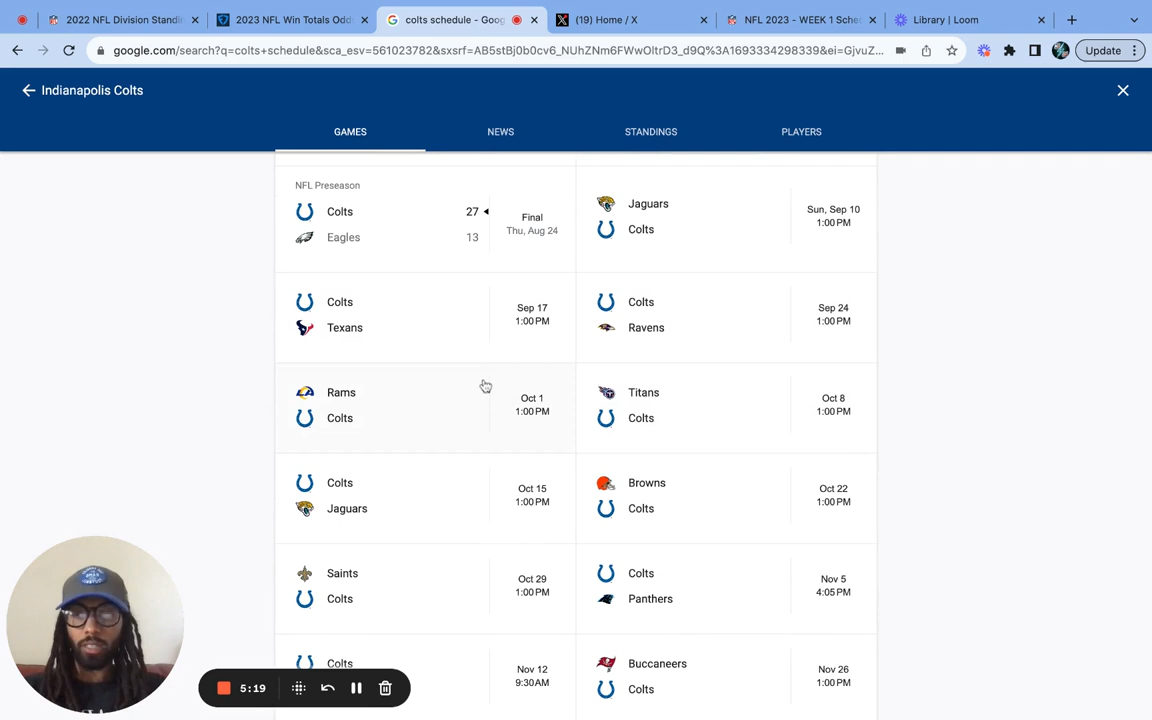 2022 NFL Division Standi
2023 NFL Win Totals Odd
colts schedule - Goog
(19) Home / X
NFL 2023 - WEEK 1 Sche
Library | Loom
google.com/search?q=colts+schedule&sca_esv=561023782&sxsrf=AB5stBj0b0cv6_NUhZNm6FWwOltrD3_d9Q%3A1693334298339&ei=GjvuZ...
Update
Indianapolis Colts
GAMES
NEWS
STANDINGS
PLAYERS
NFL Preseason
Colts
27
Eagles
13
Final
Thu, Aug 24
Jaguars
Colts
Sun, Sep 10
1:00 PM
Colts
Texans
Sep 17
1:00 PM
Colts
Ravens
Sep 24
1:00 PM
Rams
Colts
Oct 1
1:00 PM
Titans
Colts
Oct 8
1:00 PM
Colts
Jaguars
Oct 15
1:00 PM
Browns
Colts
Oct 22
1:00 PM
Saints
Colts
Oct 29
1:00 PM
Colts
Panthers
Nov 5
4:05 PM
Colts
Nov 12
9:30 AM
Buccaneers
Colts
Nov 26
1:00 PM
5:19